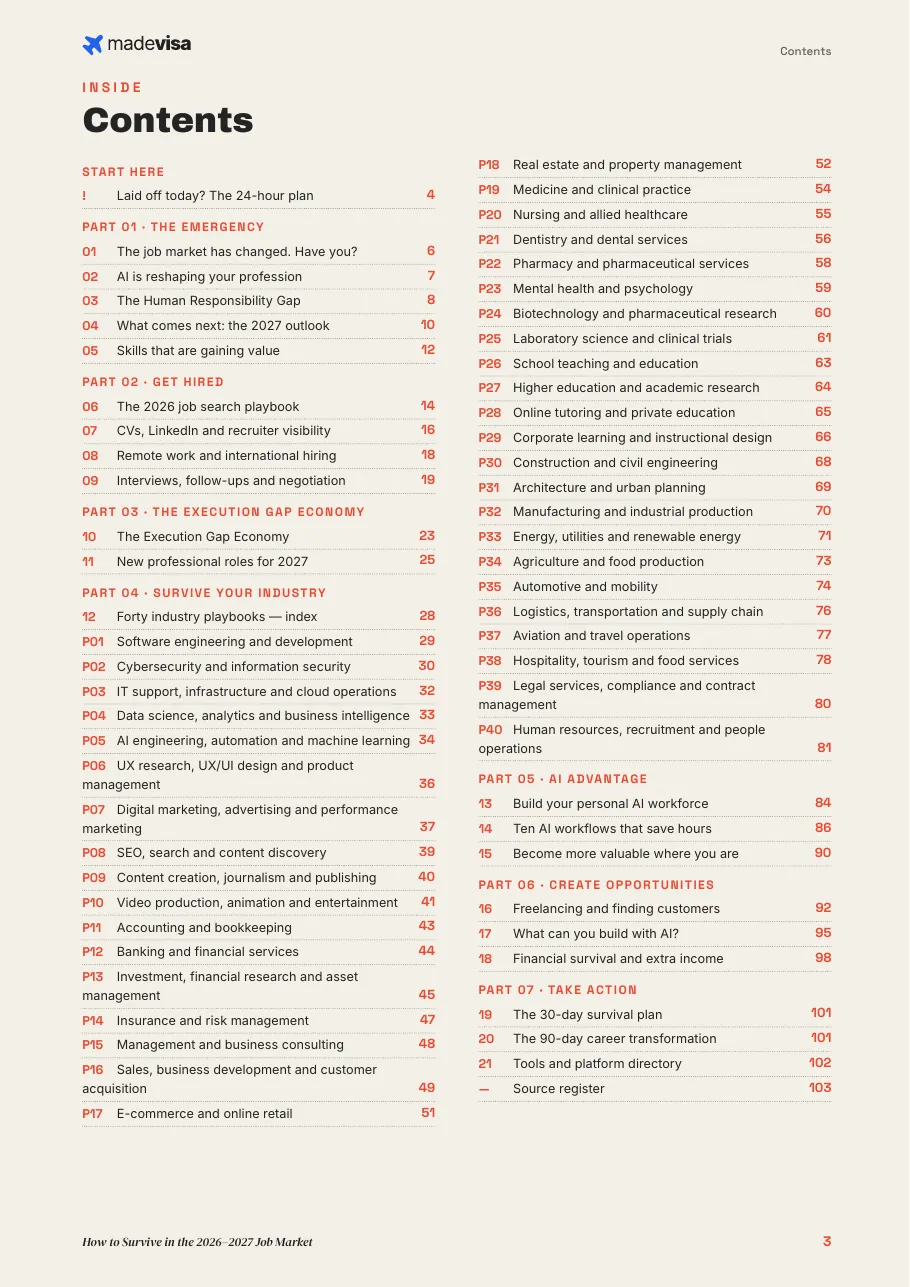 madevisa
Contents
INSIDE
Contents
START HERE
! Laid off today? The 24-hour plan 4
PART 01 · THE EMERGENCY
01 The job market has changed. Have you? 6
02 AI is reshaping your profession 7
03 The Human Responsibility Gap 8
04 What comes next: the 2027 outlook 10
05 Skills that are gaining value 12
PART 02 · GET HIRED
06 The 2026 job search playbook 14
07 CVs, LinkedIn and recruiter visibility 16
08 Remote work and international hiring 18
09 Interviews, follow-ups and negotiation 19
PART 03 · THE EXECUTION GAP ECONOMY
10 The Execution Gap Economy 23
11 New professional roles for 2027 25
PART 04 · SURVIVE YOUR INDUSTRY
12 Forty industry playbooks — index 28
P01 Software engineering and development 29
P02 Cybersecurity and information security 30
P03 IT support, infrastructure and cloud operations 32
P04 Data science, analytics and business intelligence 33
P05 AI engineering, automation and machine learning 34
P06 UX research, UX/UI design and product
management 36
P07 Digital marketing, advertising and performance
marketing 37
P08 SEO, search and content discovery 39
P09 Content creation, journalism and publishing 40
P10 Video production, animation and entertainment 41
P11 Accounting and bookkeeping 43
P12 Banking and financial services 44
P13 Investment, financial research and asset
management 45
P14 Insurance and risk management 47
P15 Management and business consulting 48
P16 Sales, business development and customer
acquisition 49
P17 E-commerce and online retail 51
P18 Real estate and property management 52
P19 Medicine and clinical practice 54
P20 Nursing and allied healthcare 55
P21 Dentistry and dental services 56
P22 Pharmacy and pharmaceutical services 58
P23 Mental health and psychology 59
P24 Biotechnology and pharmaceutical research 60
P25 Laboratory science and clinical trials 61
P26 School teaching and education 63
P27 Higher education and academic research 64
P28 Online tutoring and private education 65
P29 Corporate learning and instructional design 66
P30 Construction and civil engineering 68
P31 Architecture and urban planning 69
P32 Manufacturing and industrial production 70
P33 Energy, utilities and renewable energy 71
P34 Agriculture and food production 73
P35 Automotive and mobility 74
P36 Logistics, transportation and supply chain 76
P37 Aviation and travel operations 77
P38 Hospitality, tourism and food services 78
P39 Legal services, compliance and contract
management 80
P40 Human resources, recruitment and people
operations 81
PART 05 · AI ADVANTAGE
13 Build your personal AI workforce 84
14 Ten AI workflows that save hours 86
15 Become more valuable where you are 90
PART 06 · CREATE OPPORTUNITIES
16 Freelancing and finding customers 92
17 What can you build with AI? 95
18 Financial survival and extra income 98
PART 07 · TAKE ACTION
19 The 30-day survival plan 101
20 The 90-day career transformation 101
21 Tools and platform directory 102
— Source register 103
How to Survive in the 2026–2027 Job Market 3